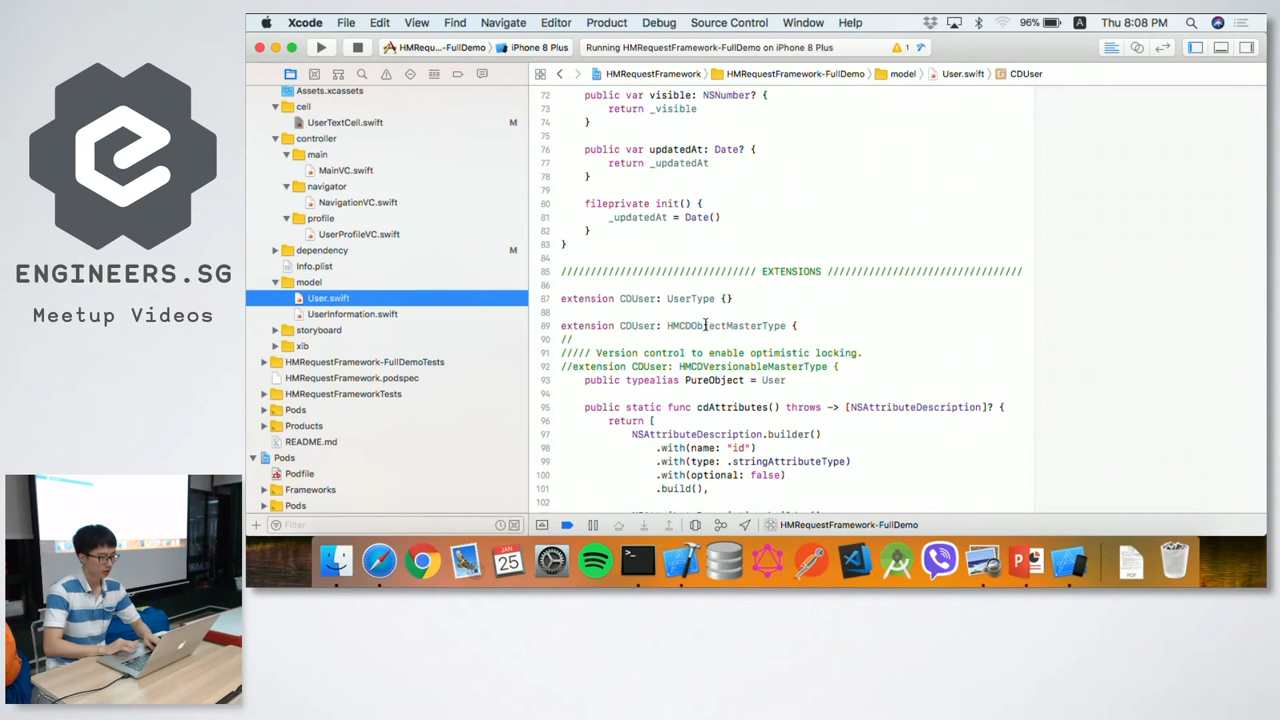 Xcode File Edit View Find Navigate Editor Product Debug Source Control Window Help 96% A Thu 8:08 PM
HMRequ...-FullDemo iPhone 8 Plus Running HMRequestFramework-FullDemo on iPhone 8 Plus 1
HMRequestFramework HMRequestFramework-FullDemo model User.swift C CDUser
Assets.xcassets
cell
UserTextCell.swift M
controller
main
MainVC.swift
navigator
NavigationVC.swift
profile
UserProfileVC.swift
dependency M
Info.plist
model
User.swift
UserInformation.swift
storyboard
xib
HMRequestFramework-FullDemoTests
HMRequestFramework.podspec
HMRequestFrameworkTests
Pods
Products
README.md
Pods
Podfile
Frameworks
Pods
Filter
72 public var visible: NSNumber? {
73 return _visible
74 }
75
76 public var updatedAt: Date? {
77 return _updatedAt
78 }
79
80 fileprivate init() {
81 _updatedAt = Date()
82 }
83 }
84
85 ///////////////////////////////// EXTENSIONS /////////////////////////////////
86
87 extension CDUser: UserType {}
88
89 extension CDUser: HMCDObjectMasterType {
90 //
91 ///// Version control to enable optimistic locking.
92 //extension CDUser: HMCDVersionableMasterType {
93 public typealias PureObject = User
94
95 public static func cdAttributes() throws -> [NSAttributeDescription]? {
96 return [
97 NSAttributeDescription.builder()
98 .with(name: "id")
99 .with(type: .stringAttributeType)
100 .with(optional: false)
101 .build(),
102
HMRequestFramework-FullDemo
JAN
25
PDF
ENGINEERS.SG
Meetup Videos